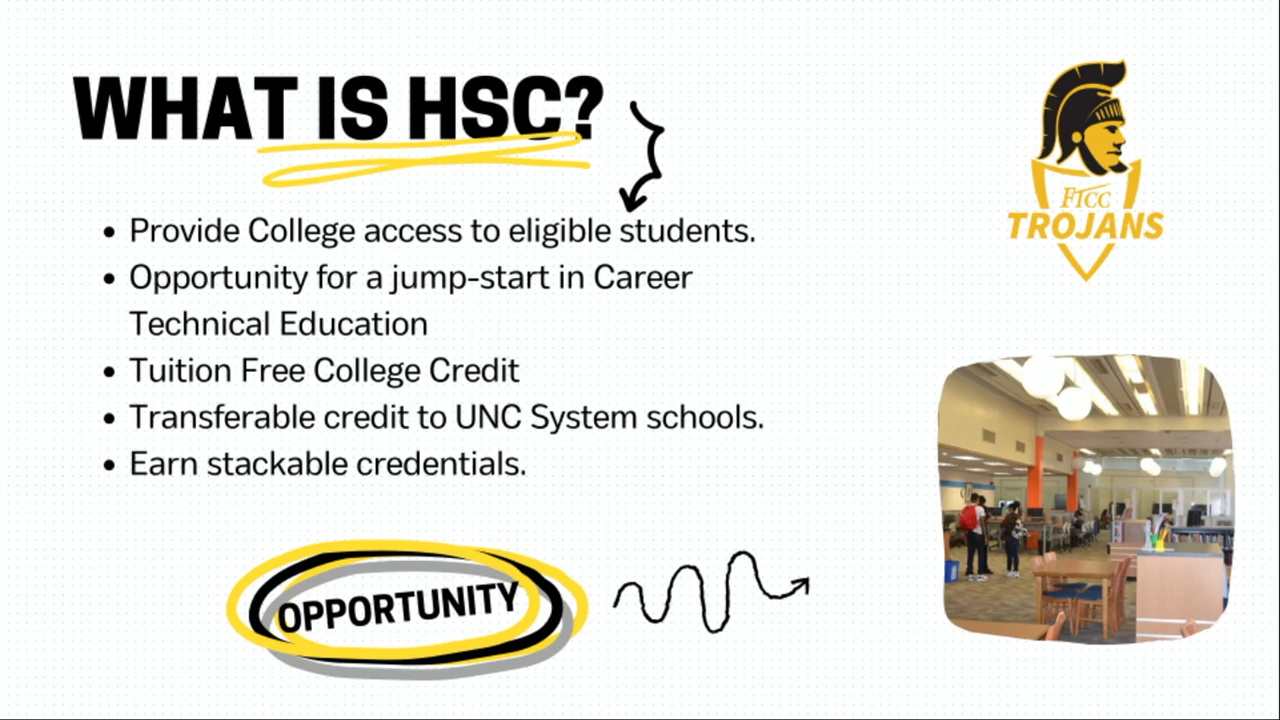 WHAT IS HSC?
• Provide College access to eligible students.
• Opportunity for a jump-start in Career
Technical Education
• Tuition Free College Credit
• Transferable credit to UNC System schools.
• Earn stackable credentials.
OPPORTUNITY
FTCC
TROJANS